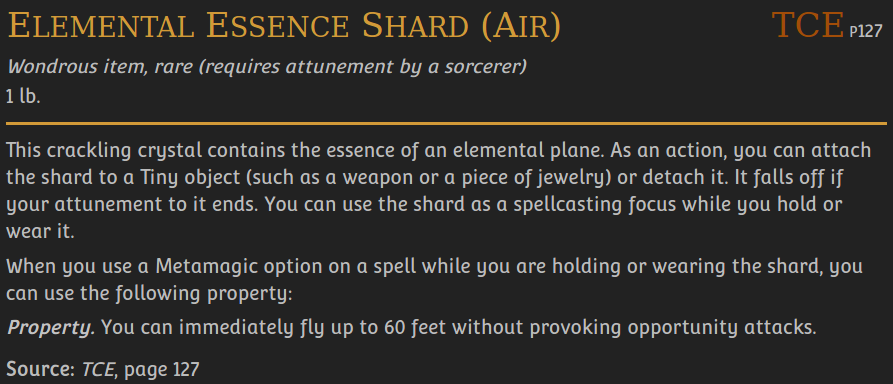 Elemental Essence Shard (Air) TCE P127
Wondrous item, rare (requires attunement by a sorcerer)
1 lb.
This crackling crystal contains the essence of an elemental plane. As an action, you can attach
the shard to a Tiny object (such as a weapon or a piece of jewelry) or detach it. It falls off if
your attunement to it ends. You can use the shard as a spellcasting focus while you hold or
wear it.
When you use a Metamagic option on a spell while you are holding or wearing the shard, you
can use the following property:
Property. You can immediately fly up to 60 feet without provoking opportunity attacks.
Source: TCE, page 127